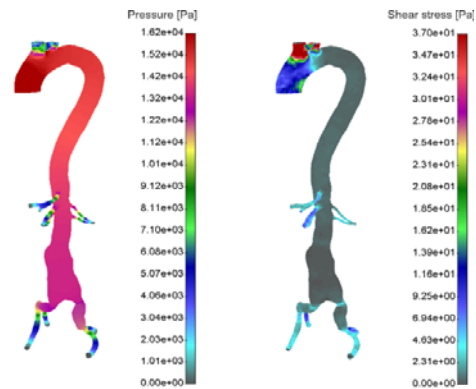 Pressure [Pa]
1.62e+04
1.52e+04
1.42e+04
1.32e+04
1.22e+04
1.12e+04
1.01e+04
9.12e+03
8.11e+03
7.10e+03
6.08e+03
5.07e+03
4.06e+03
3.04e+03
2.03e+03
1.01e+03
0.00e+00
Shear stress [Pa]
3.70e+01
3.47e+01
3.24e+01
3.01e+01
2.78e+01
2.54e+01
2.31e+01
2.08e+01
1.85e+01
1.62e+01
1.39e+01
1.16e+01
9.25e+00
6.94e+00
4.62e+00
2.31e+00
0.00e+00